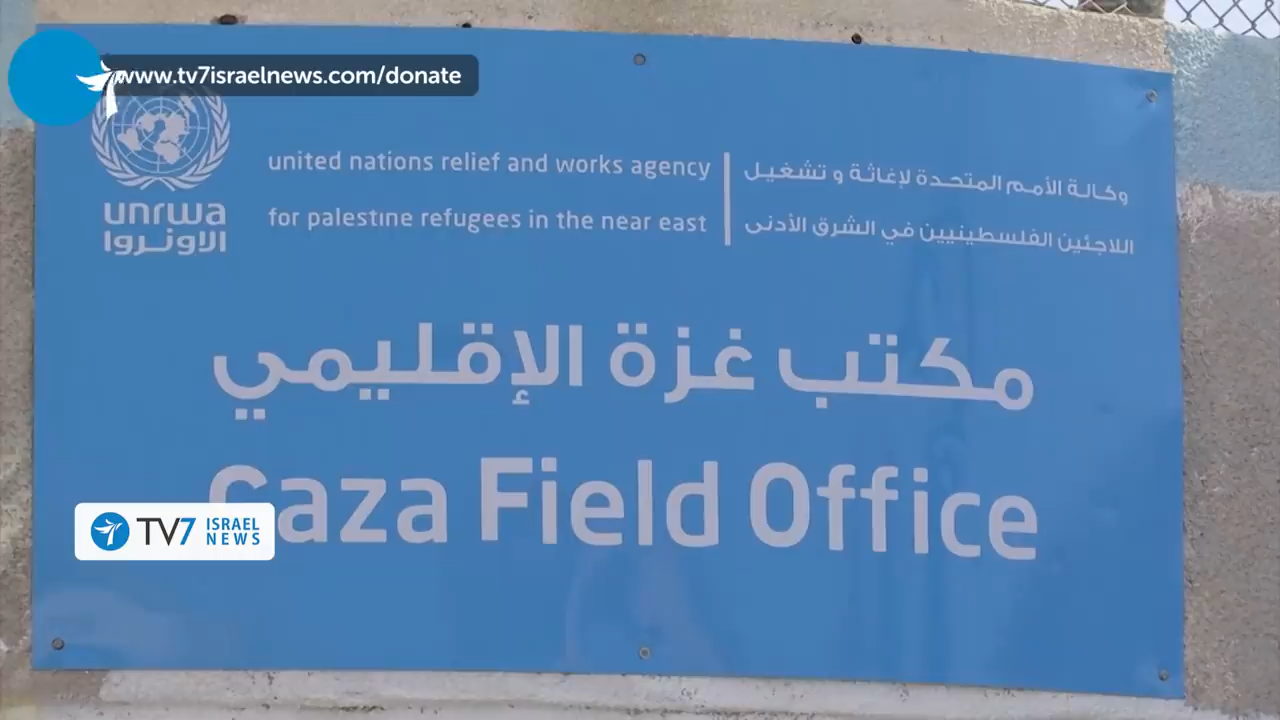 www.tv7israelnews.com/donate
unrwa
الاونروا
united nations relief and works agency
for palestine refugees in the near east
وكالة الأمم المتحدة لإغاثة و تشغيل
اللاجئين الفلسطينيين في الشرق الأدنى
مكتب غزة الإقليمي
Gaza Field Office
TV7 ISRAEL NEWS